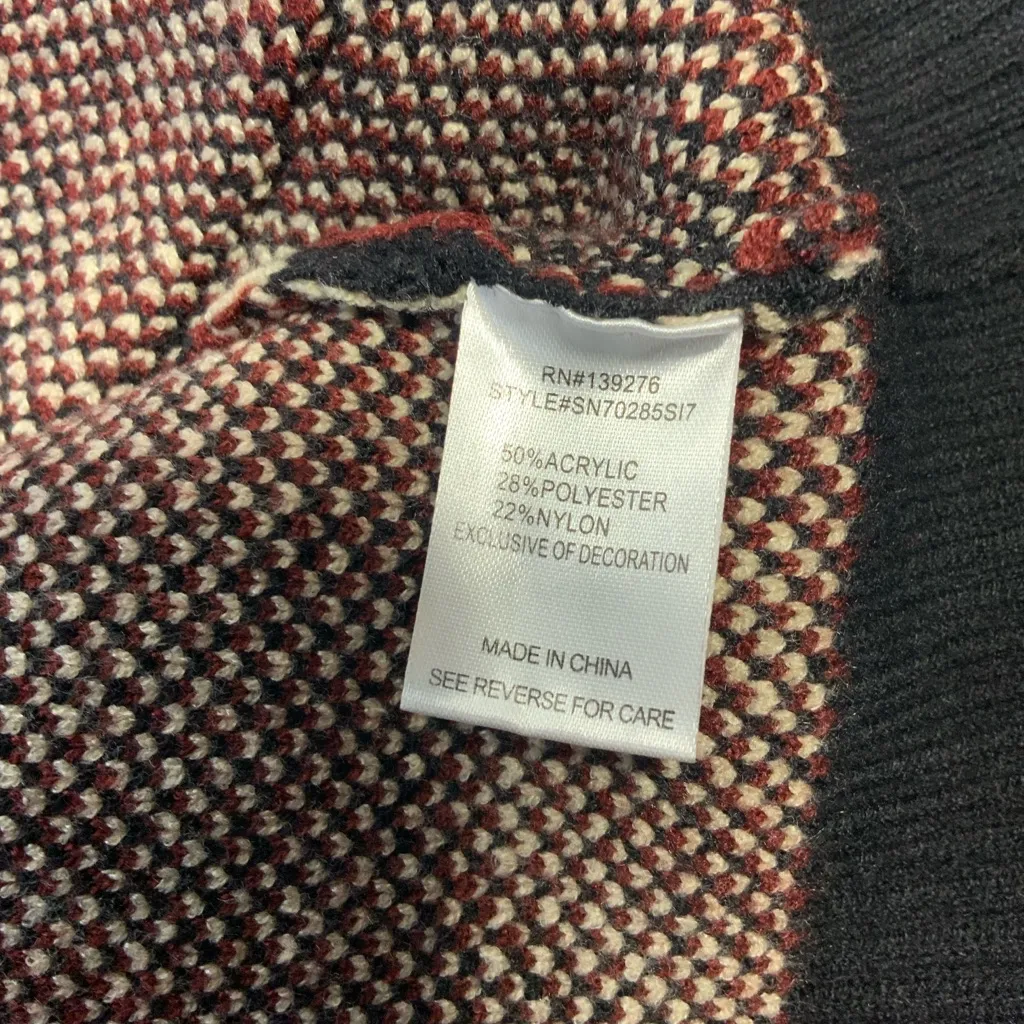 RN#139276
STYLE#SN70285SI7
50%ACRYLIC
28%POLYESTER
22%NYLON
EXCLUSIVE OF DECORATION
MADE IN CHINA
SEE REVERSE FOR CARE